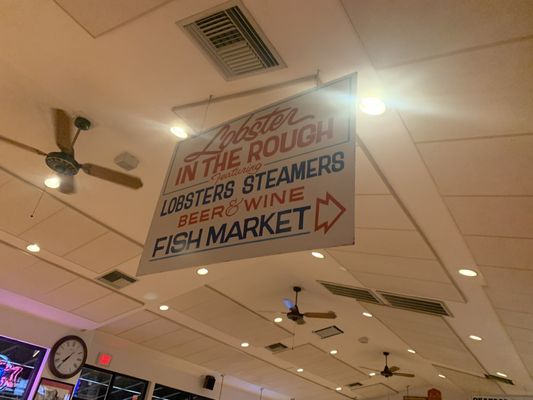 Lobster
IN THE ROUGH
Featuring
LOBSTERS STEAMERS
BEER & WINE
FISH MARKET